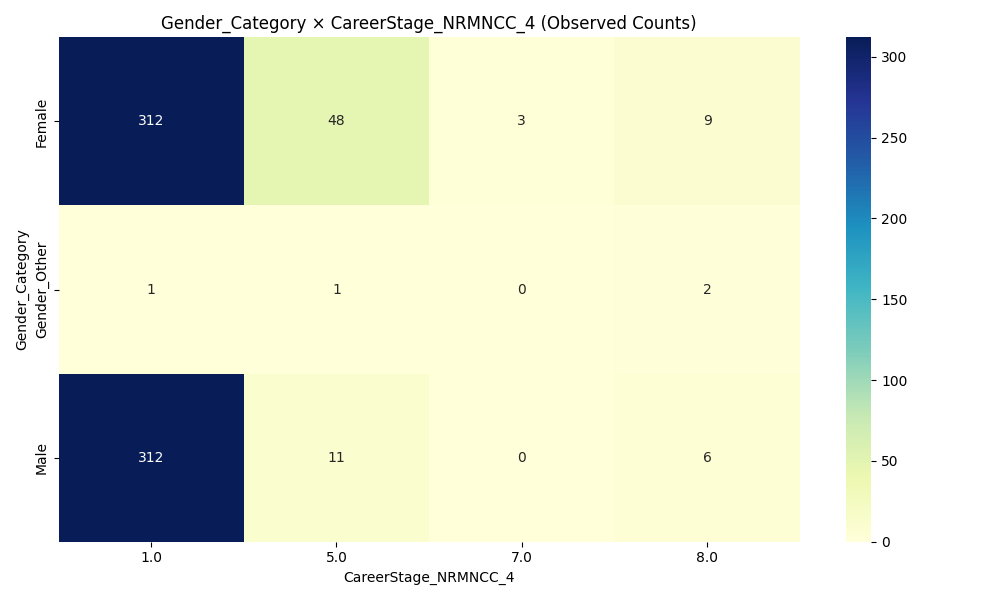 Gender_Category × CareerStage_NRMNCC_4 (Observed Counts)
Gender_Category
Female
312 48 3 9
Gender_Other
1 1 0 2
Male
312 11 0 6
1.0 5.0 7.0 8.0
CareerStage_NRMNCC_4
300
250
200
150
100
50
0